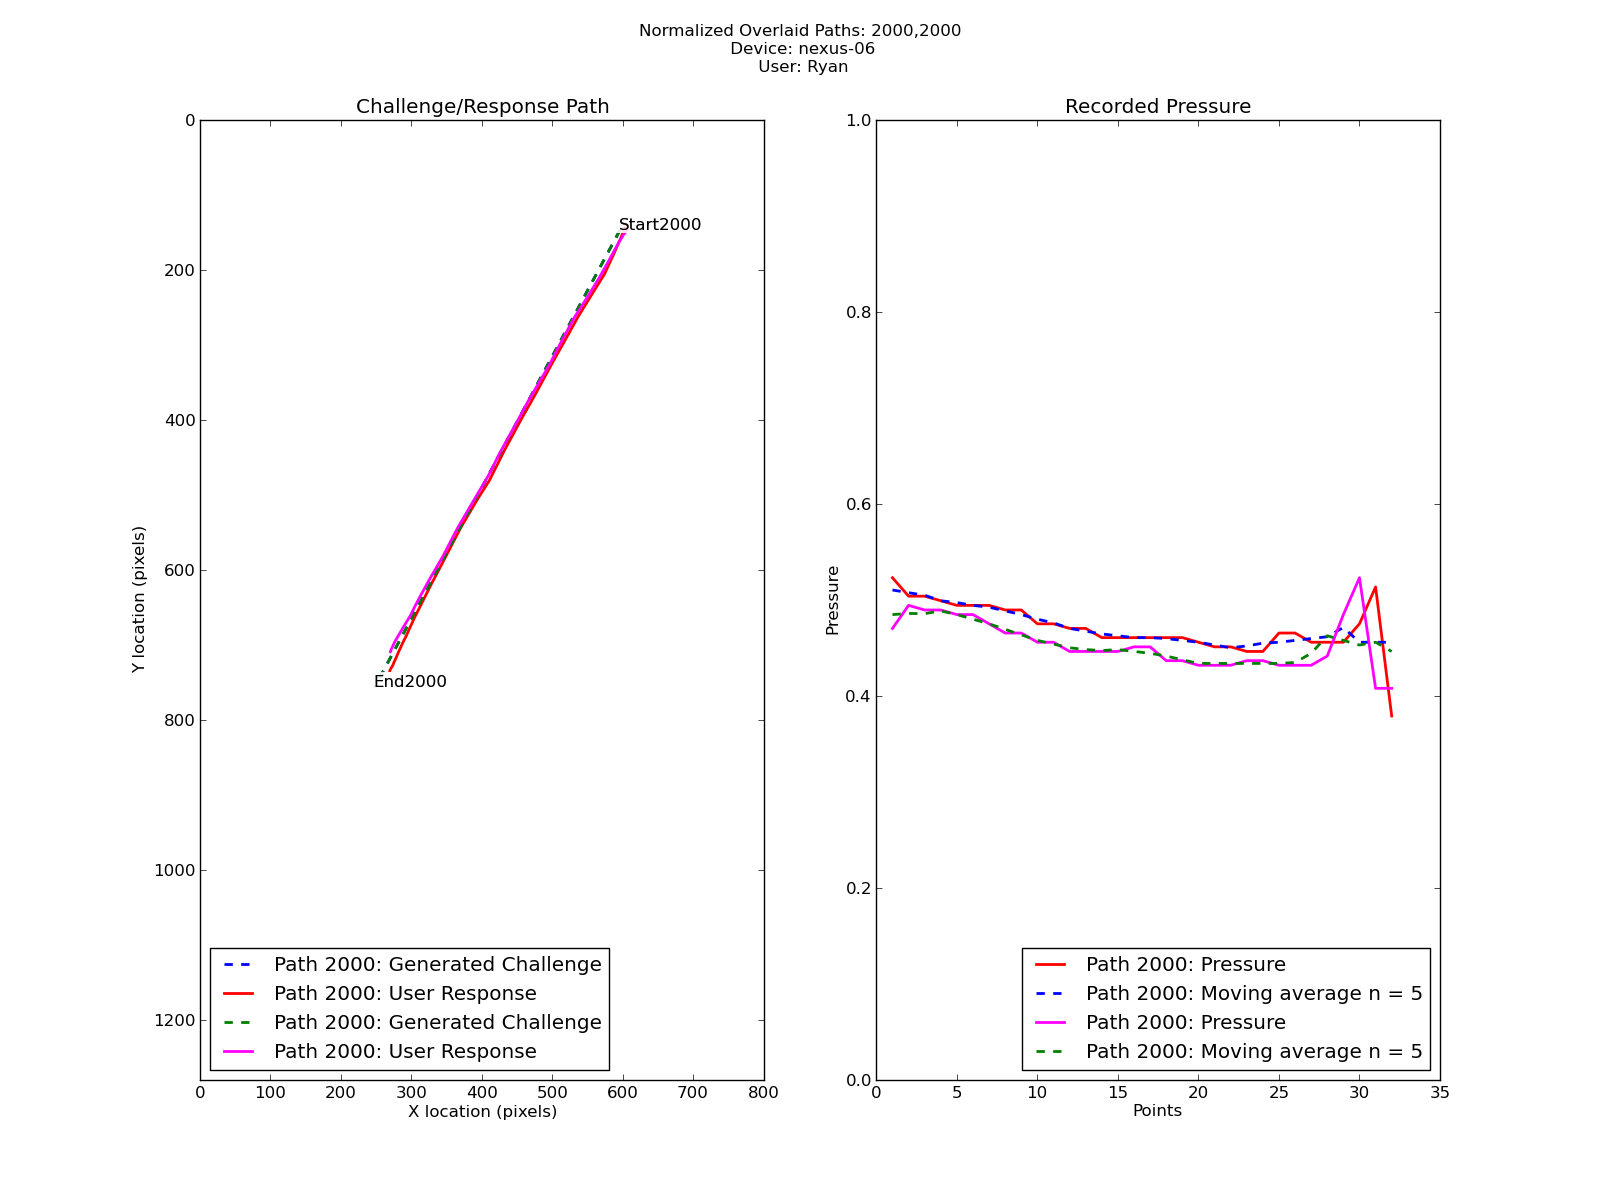 Normalized Overlaid Paths: 2000,2000
Device: nexus-06
User: Ryan
Challenge/Response Path
0
200
400
600
800
1000
1200
Y location (pixels)
Start2000
End2000
Path 2000: Generated Challenge
Path 2000: User Response
Path 2000: Generated Challenge
Path 2000: User Response
0 100 200 300 400 500 600 700 800
X location (pixels)
Recorded Pressure
1.0
0.8
0.6
0.4
0.2
0.0
Pressure
Path 2000: Pressure
Path 2000: Moving average n = 5
Path 2000: Pressure
Path 2000: Moving average n = 5
0 5 10 15 20 25 30 35
Points